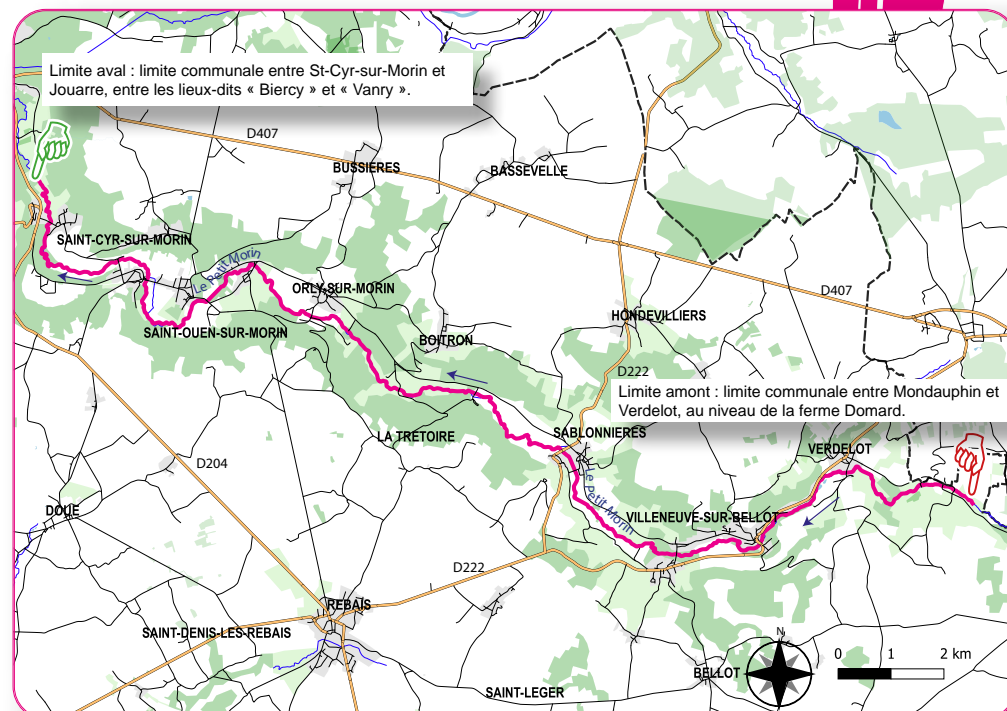 Limite aval : limite communale entre St-Cyr-sur-Morin et
Jouarre, entre les lieux-dits « Biercy » et « Vanry ».
D407
BUSSIERES
BASSEVELLE
SAINT-CYR-SUR-MORIN
Le Petit Morin
ORLY-SUR-MORIN
D407
HONDEVILLIERS
SAINT-OUEN-SUR-MORIN
BOITRON
D222
Limite amont : limite communale entre Mondauphin et
Verdelot, au niveau de la ferme Domard.
LA TRETOIRE
SABLONNIERES
VERDELOT
D204
Le Petit Morin
DOUE
VILLENEUVE-SUR-BELLOT
D222
REBAIS
SAINT-DENIS-LES-REBAIS
N
0 1 2 km
BELLOT
SAINT-LEGER